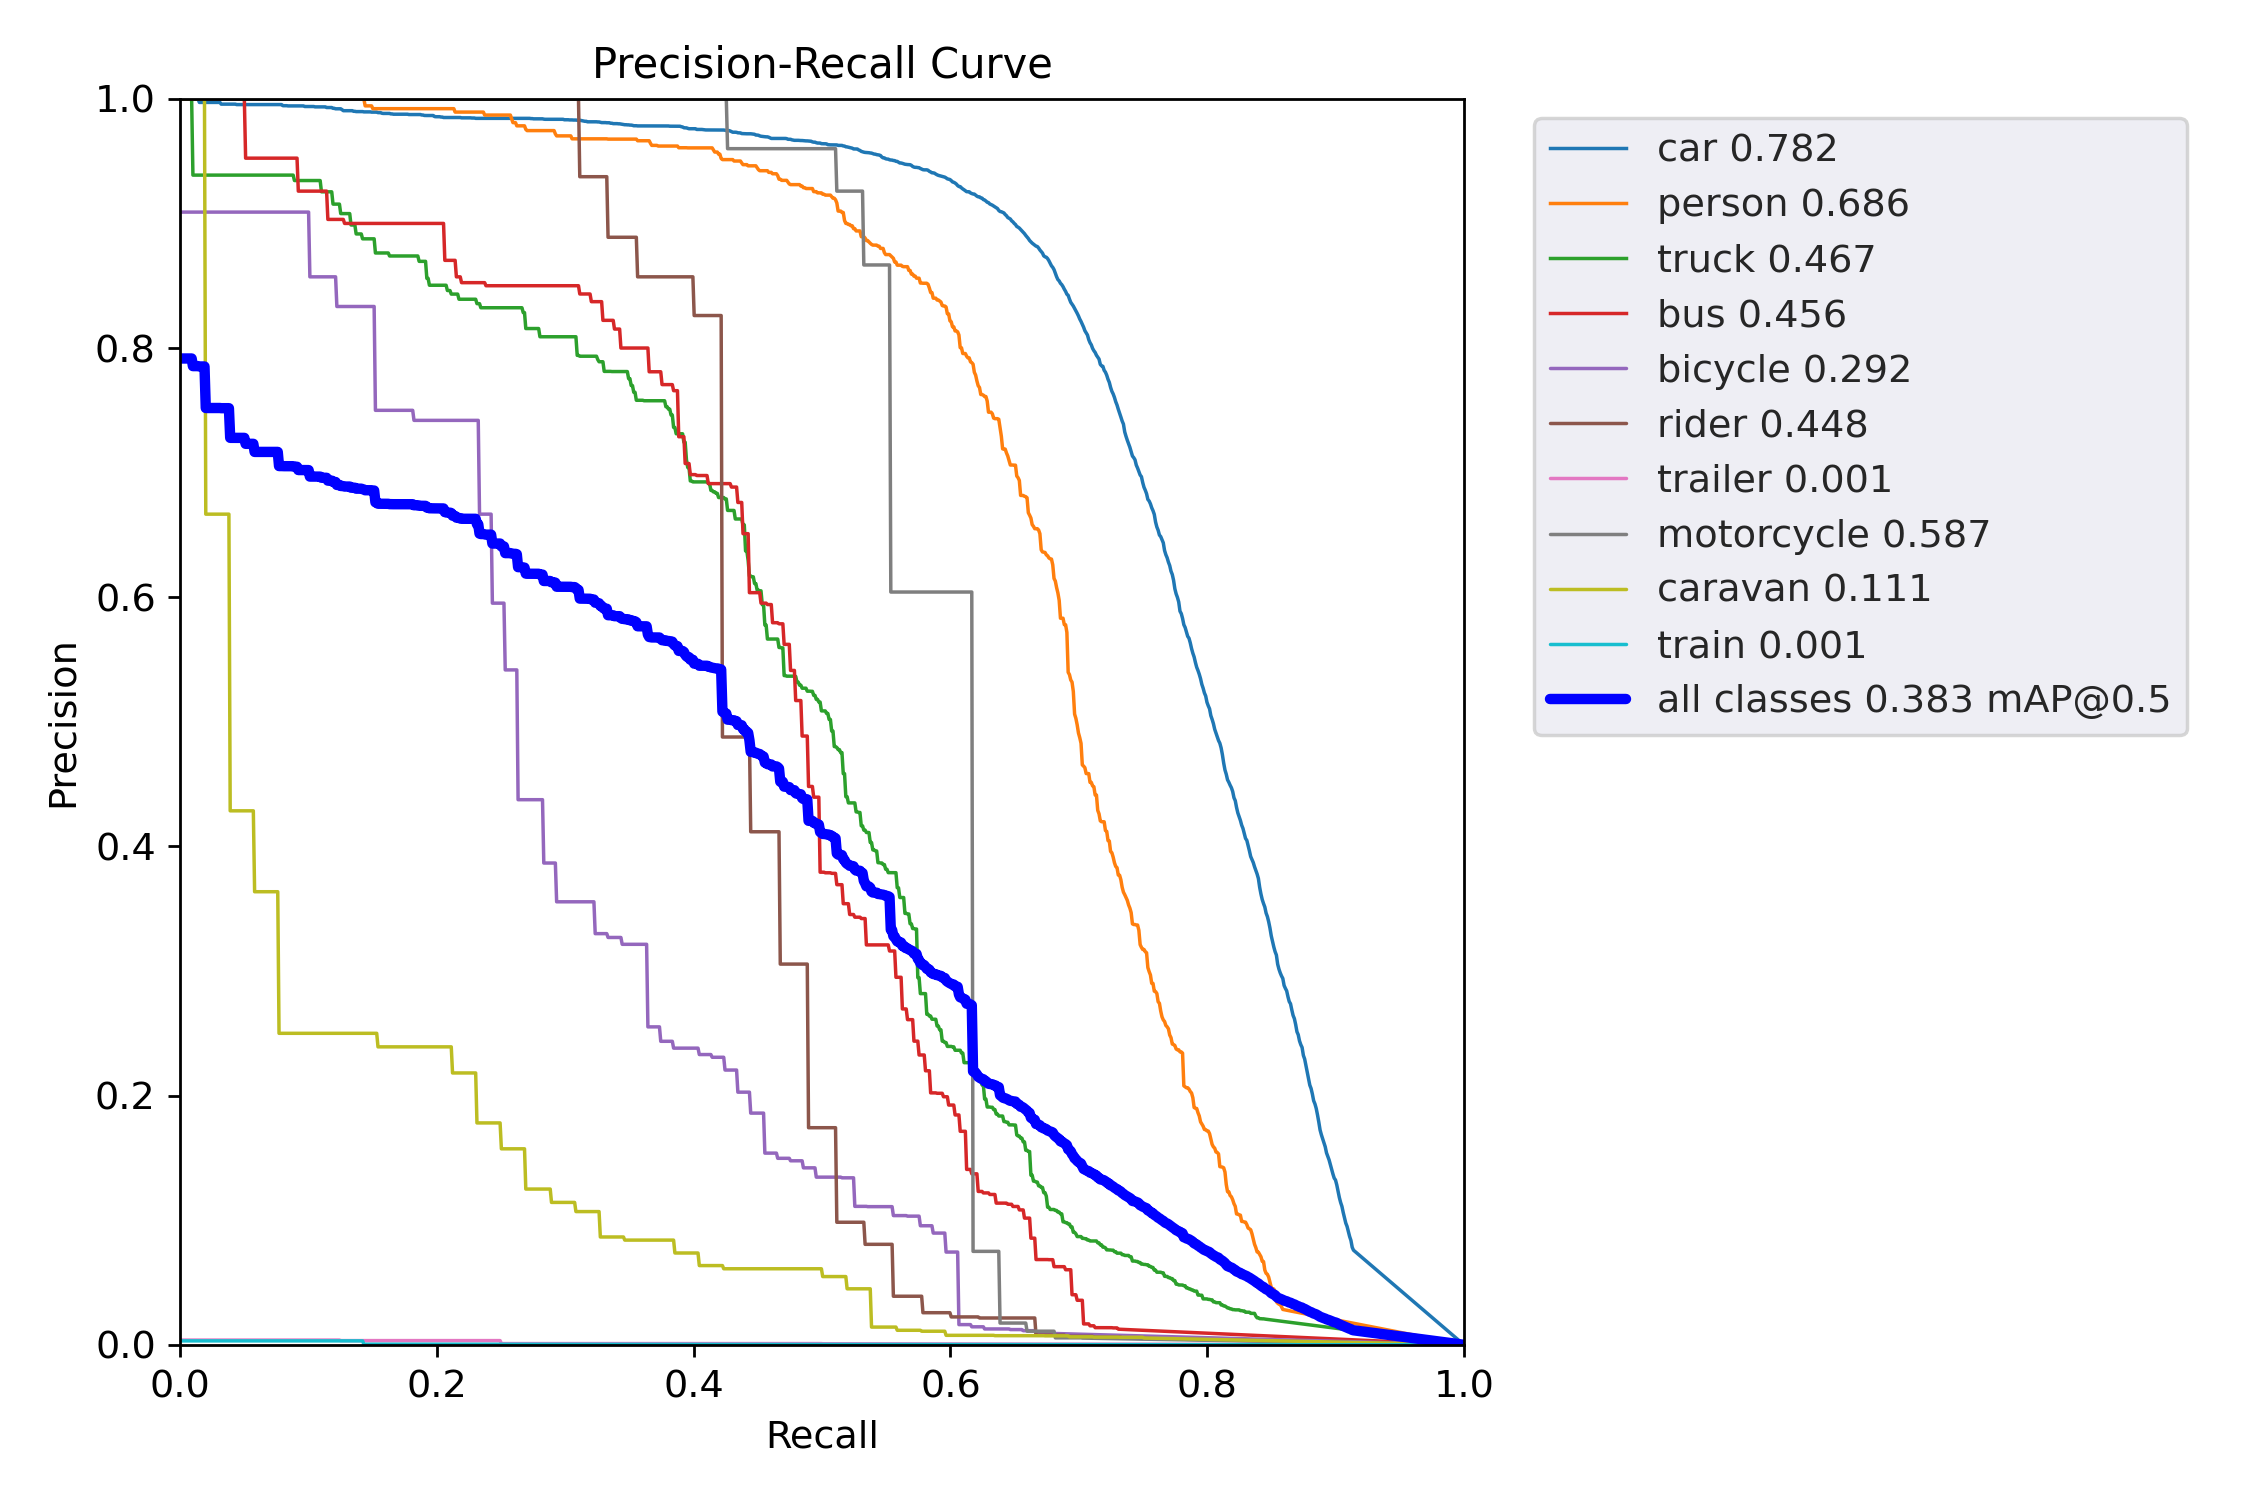 Precision-Recall Curve
1.0
0.8
0.6
0.4
0.2
0.0
Precision
0.0 0.2 0.4 0.6 0.8 1.0
Recall
car 0.782
person 0.686
truck 0.467
bus 0.456
bicycle 0.292
rider 0.448
trailer 0.001
motorcycle 0.587
caravan 0.111
train 0.001
all classes 0.383 mAP@0.5